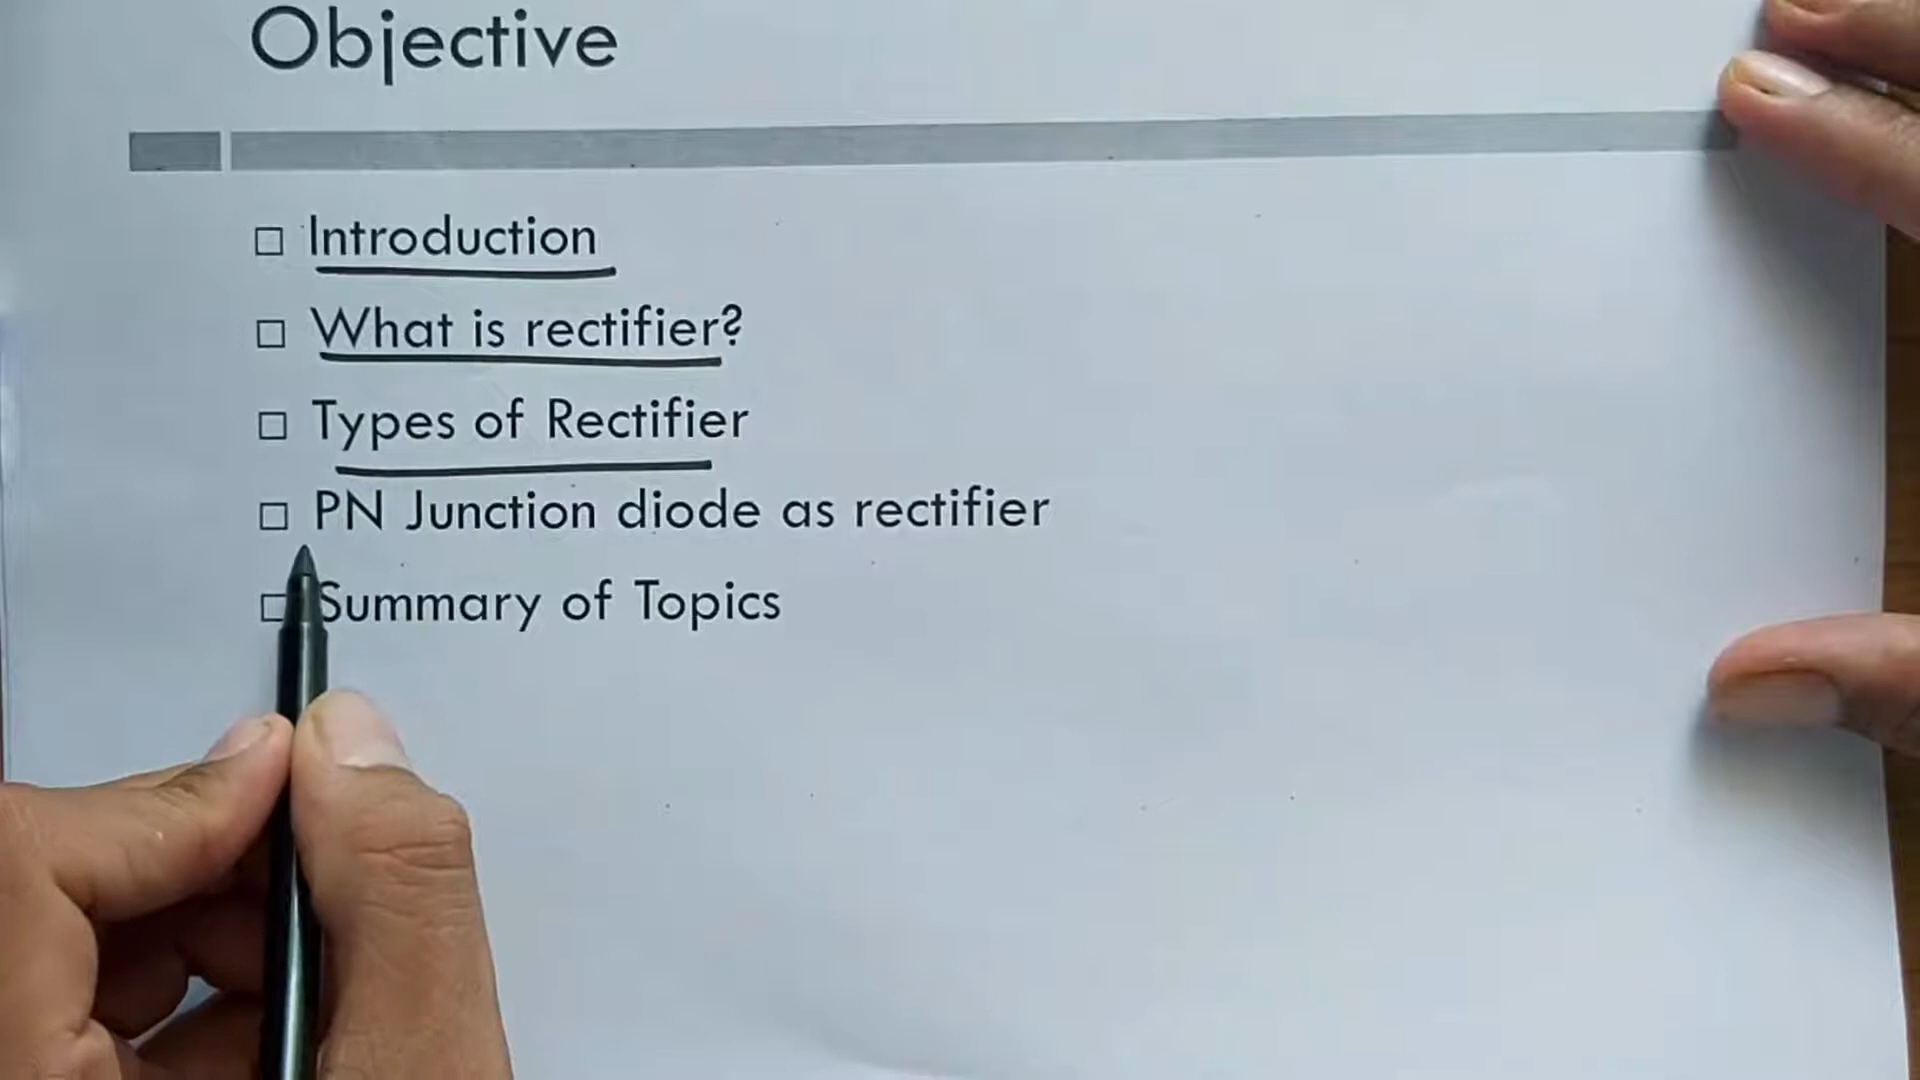 Objective
Introduction
What is rectifier?
Types of Rectifier
PN Junction diode as rectifier
Summary of Topics